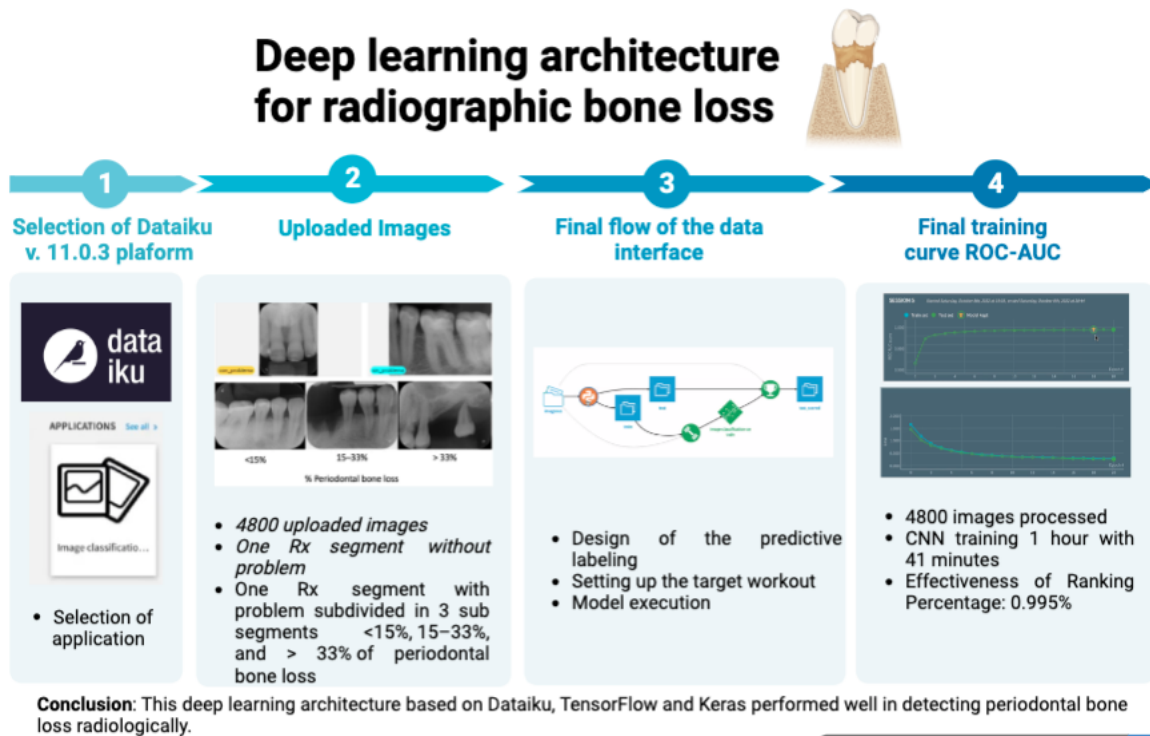 Deep learning architecture
for radiographic bone loss
1
2
3
4
Selection of Dataiku
v. 11.0.3 plaform
Uploaded Images
Final flow of the data
interface
Final training
curve ROC-AUC
data
iku
APPLICATIONS See all >
Image classificatio...
• Selection of
application
<15%
15–33%
> 33%
% Periodontal bone loss
• 4800 uploaded images
• One Rx segment without
problem
• One Rx segment with
problem subdivided in 3 sub
segments <15%, 15–33%,
and > 33% of periodontal
bone loss
• Design of the predictive
labeling
• Setting up the target workout
• Model execution
• 4800 images processed
• CNN training 1 hour with
41 minutes
• Effectiveness of Ranking
Percentage: 0.995%
Conclusion: This deep learning architecture based on Dataiku, TensorFlow and Keras performed well in detecting periodontal bone
loss radiologically.